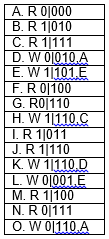 A. R 0|000
B. R 1|010
C. R 1|111
D. W 0|010,A
E. W 1|101,E
F. R 0|100
G. R0|110
H. W 1|110,C
I. R 1|011
J. R 1|110
K. W 1|110,D
L. W 0|001,E
M. R 1|100
N. R 0|111
O. W 0|110,A